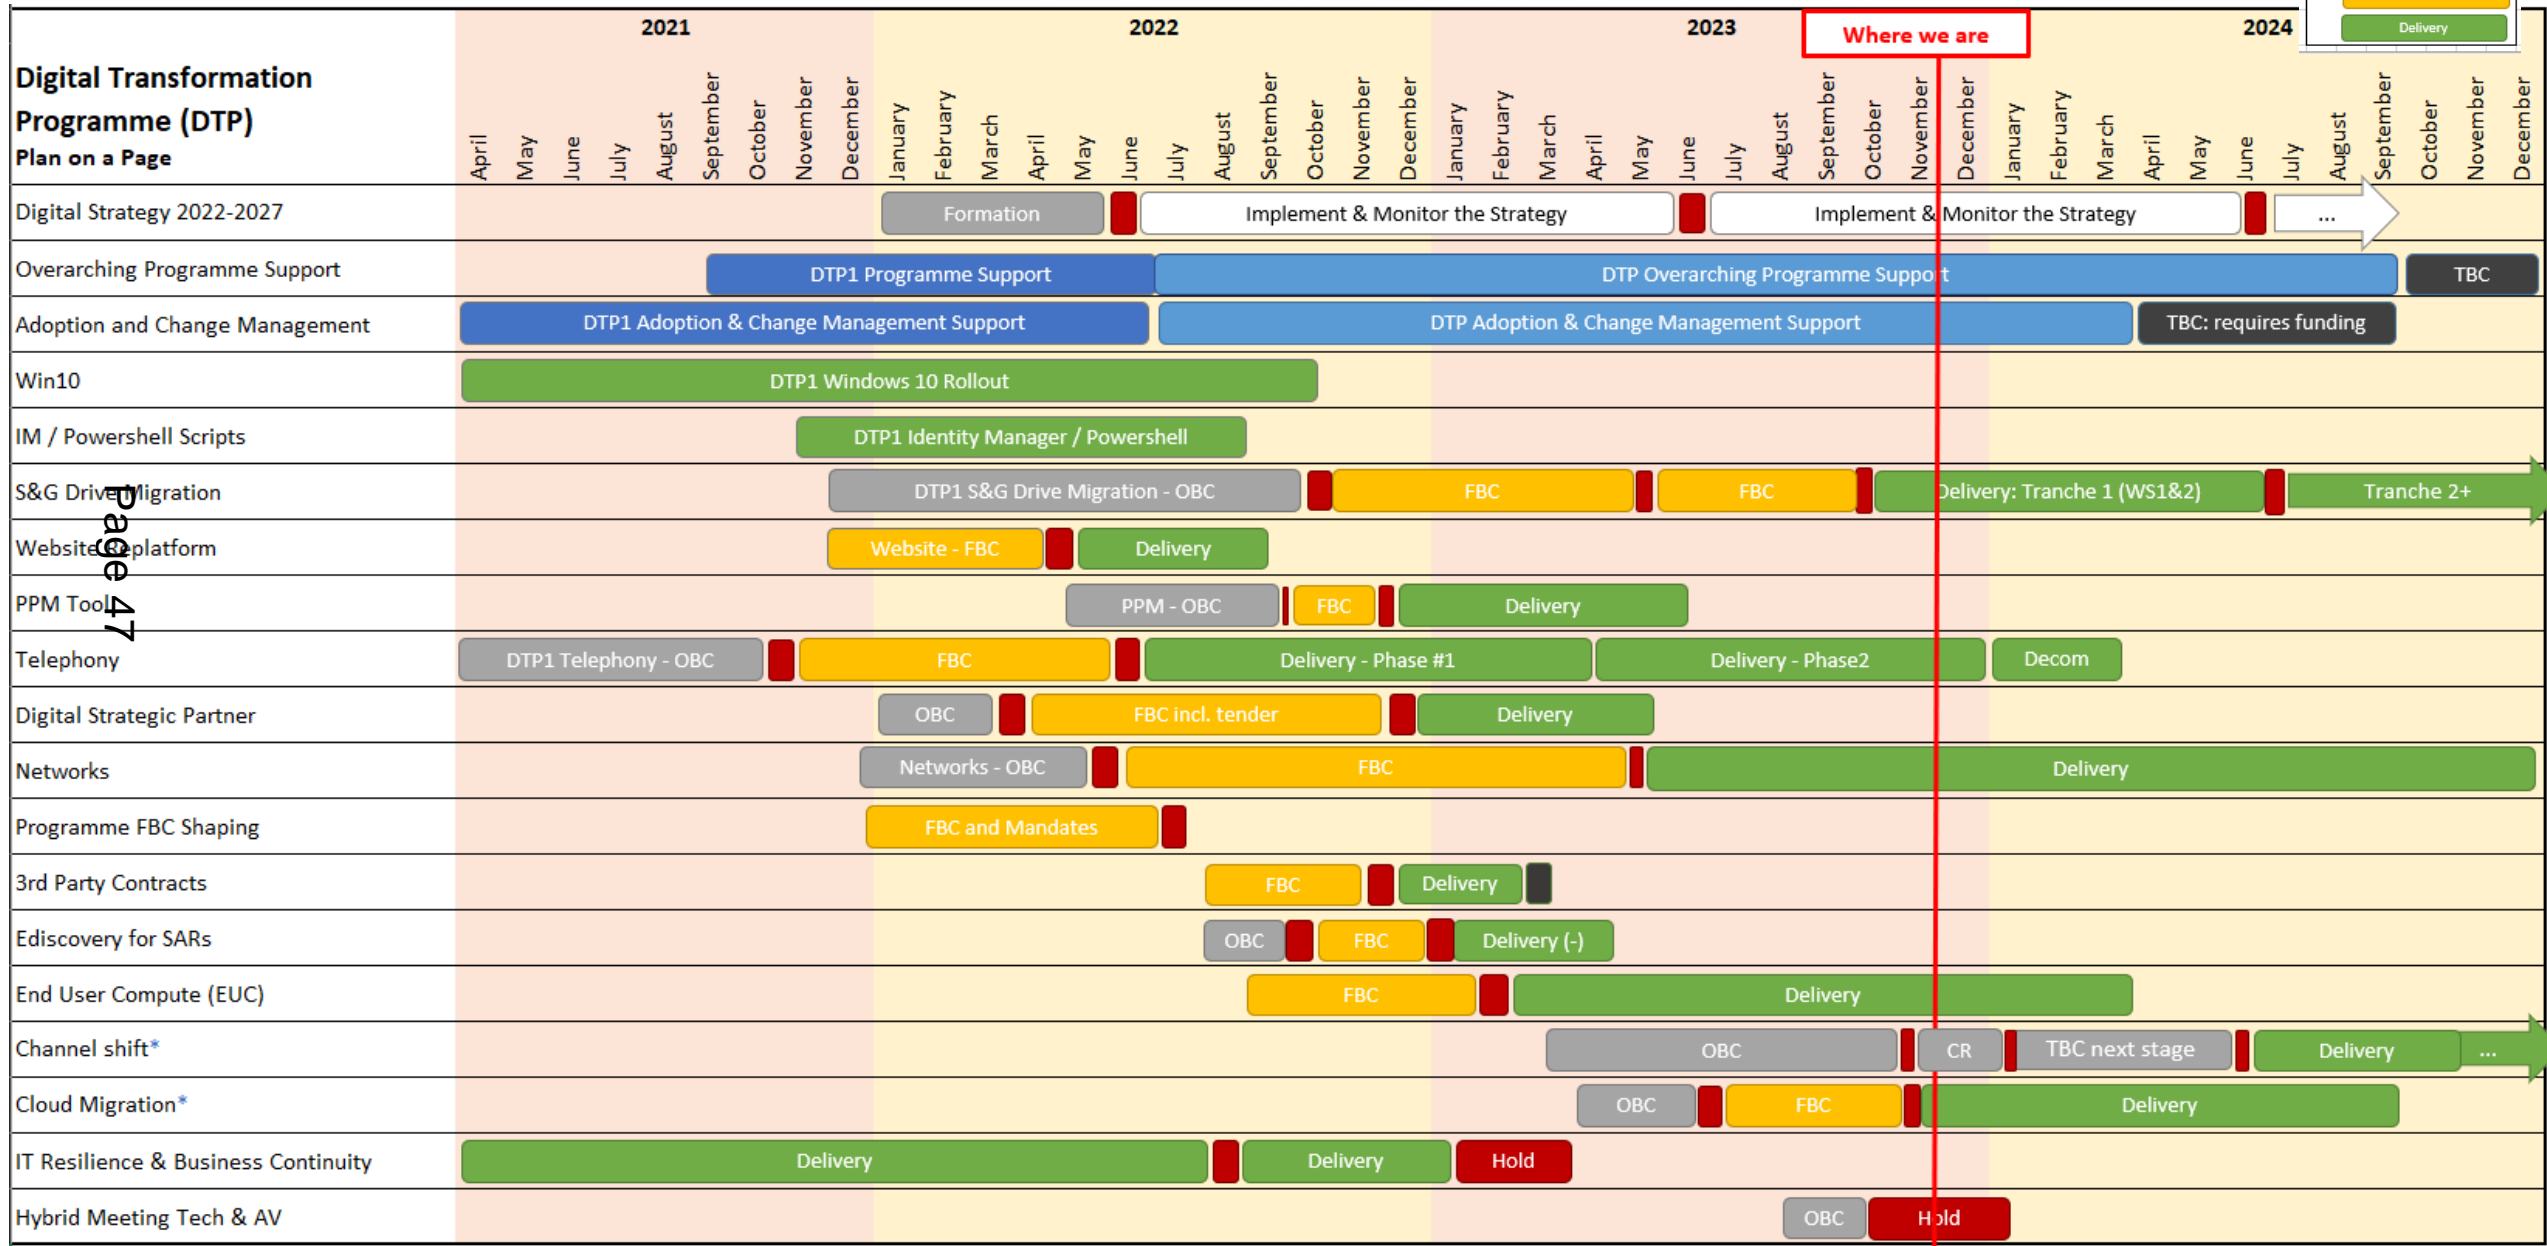 2021
2022
2023
Where we are
2024
Delivery
Digital Transformation
Programme (DTP)
Plan on a Page
April
May
June
July
August
September
October
November
December
January
February
March
April
May
June
July
August
September
October
November
December
January
February
March
April
May
June
July
August
September
October
November
December
January
February
March
April
May
June
July
August
September
October
November
December
Digital Strategy 2022-2027
Formation
Implement & Monitor the Strategy
Implement & Monitor the Strategy
...
Overarching Programme Support
DTP1 Programme Support
DTP Overarching Programme Support
TBC
Adoption and Change Management
DTP1 Adoption & Change Management Support
DTP Adoption & Change Management Support
TBC: requires funding
Win10
DTP1 Windows 10 Rollout
IM / Powershell Scripts
DTP1 Identity Manager / Powershell
S&G Drive Migration
DTP1 S&G Drive Migration - OBC
FBC
FBC
Delivery: Tranche 1 (WS1&2)
Tranche 2+
Page 47
Website Replatform
Website - FBC
Delivery
PPM Tool
PPM - OBC
FBC
Delivery
Telephony
DTP1 Telephony - OBC
FBC
Delivery - Phase #1
Delivery - Phase2
Decom
Digital Strategic Partner
OBC
FBC incl. tender
Delivery
Networks
Networks - OBC
FBC
Delivery
Programme FBC Shaping
FBC and Mandates
3rd Party Contracts
FBC
Delivery
Ediscovery for SARs
OBC
FBC
Delivery (-)
End User Compute (EUC)
FBC
Delivery
Channel shift*
OBC
CR
TBC next stage
Delivery
...
Cloud Migration*
OBC
FBC
Delivery
IT Resilience & Business Continuity
Delivery
Delivery
Hold
Hybrid Meeting Tech & AV
OBC
Hold